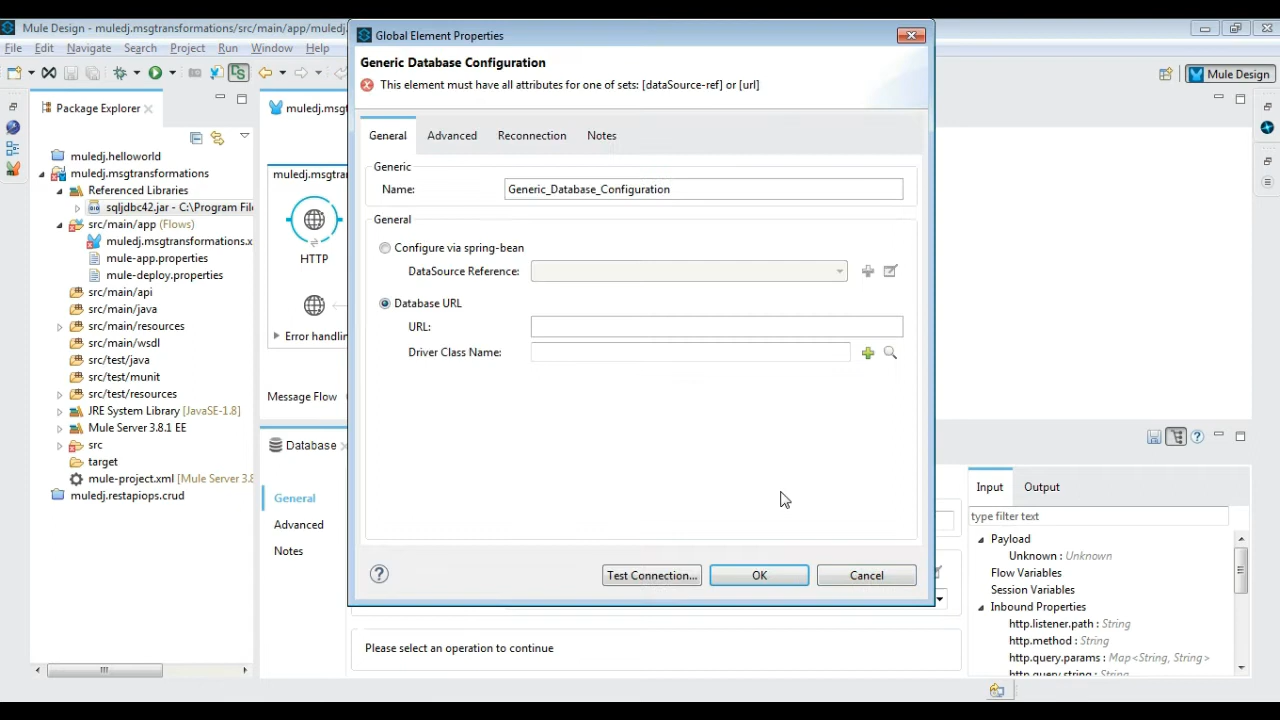 Mule Design - muledj.msgtransformations/src/main/app/muledj.
File Edit Navigate Search Project Run Window Help
Mule Design
Package Explorer
muledj.helloworld
muledj.msgtransformations
Referenced Libraries
sqljdbc42.jar - C:\Program File
src/main/app (Flows)
muledj.msgtransformations.x
mule-app.properties
mule-deploy.properties
src/main/api
src/main/java
src/main/resources
src/main/wsdl
src/test/java
src/test/munit
src/test/resources
JRE System Library [JavaSE-1.8]
Mule Server 3.8.1 EE
src
target
mule-project.xml [Mule Server 3.8
muledj.restapiops.crud
muledj.msg
muledj.msgtran
HTTP
Error handlin
Message Flow
Database
General
Advanced
Notes
Global Element Properties
Generic Database Configuration
This element must have all attributes for one of sets: [dataSource-ref] or [url]
General Advanced Reconnection Notes
Generic
Name: Generic_Database_Configuration
General
Configure via spring-bean
DataSource Reference:
Database URL
URL:
Driver Class Name:
Test Connection... OK Cancel
Please select an operation to continue
Input Output
type filter text
Payload
Unknown : Unknown
Flow Variables
Session Variables
Inbound Properties
http.listener.path : String
http.method : String
http.query.params : Map<String, String>
http.query.string : String